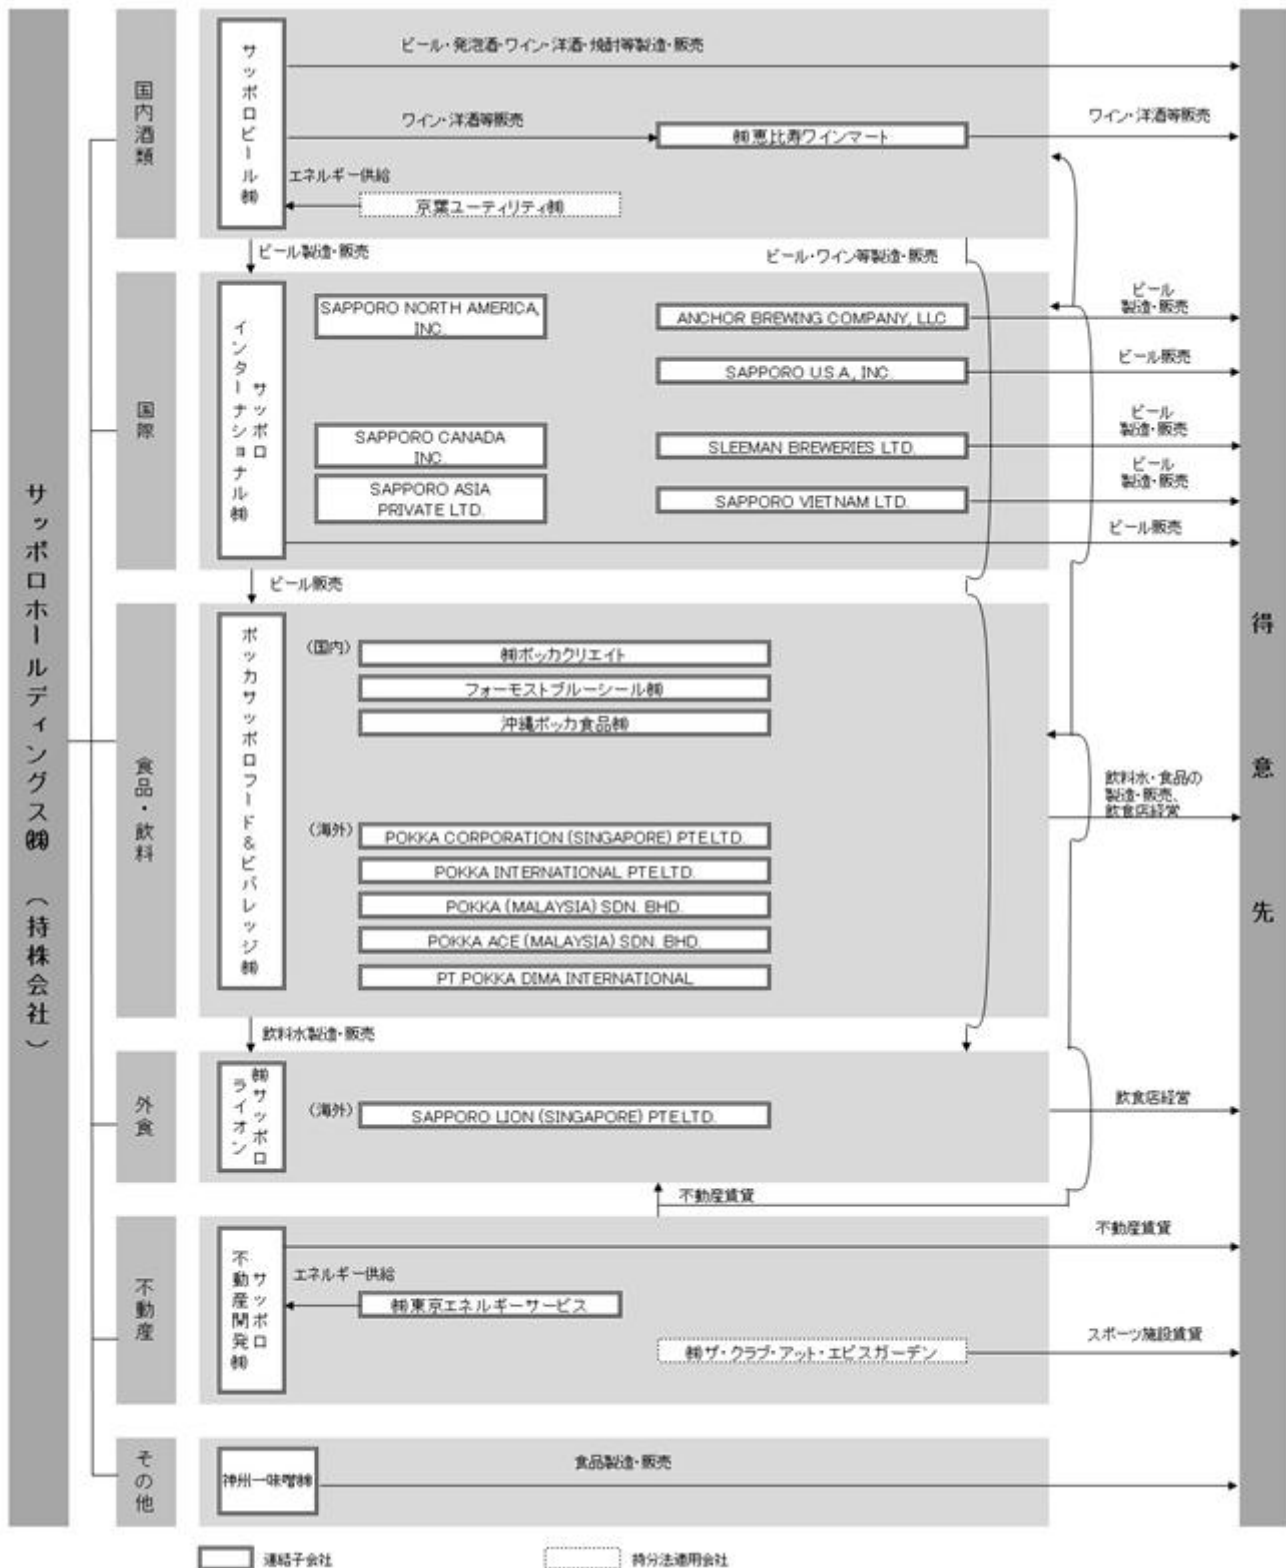 サッポロホールディングス㈱ (持株会社)
国内酒類
サッポロビール㈱
ビール・発泡酒・ワイン・洋酒・焼酎等製造・販売
ワイン・洋酒等販売
㈱恵比寿ワインマート
ワイン・洋酒等販売
エネルギー供給
京葉ユーティリティ㈱
ビール製造・販売
ビール・ワイン等製造・販売
国際
サッポロ
インターナショナル㈱
SAPPORO NORTH AMERICA,
INC.
ANCHOR BREWING COMPANY, LLC
ビール
製造・販売
SAPPORO U.S.A., INC.
ビール販売
SAPPORO CANADA
INC.
SLEEMAN BREWERIES LTD.
ビール
製造・販売
SAPPORO ASIA
PRIVATE LTD.
SAPPORO VIETNAM LTD.
ビール
製造・販売
ビール販売
ビール販売
食品・飲料
ポッカサッポロフード&ビバレッジ㈱
(国内)
㈱ポッカクリエイト
フォーモストブルーシール㈱
沖縄ポッカ食品㈱
(海外)
POKKA CORPORATION (SINGAPORE) PTE.LTD.
POKKA INTERNATIONAL PTE.LTD.
POKKA (MALAYSIA) SDN. BHD.
POKKA ACE (MALAYSIA) SDN. BHD.
PT.POKKA DIMA INTERNATIONAL
飲料水・食品の
製造・販売、
飲食店経営
飲料水製造・販売
外食
㈱サッポロ
ライオン
(海外)
SAPPORO LION (SINGAPORE) PTE.LTD.
飲食店経営
不動産賃貸
不動産
サッポロ
不動産開発㈱
不動産賃貸
エネルギー供給
㈱東京エネルギーサービス
㈱ザ・クラブ・アット・エビスガーデン
スポーツ施設賃貸
その他
神州一味噌㈱
食品製造・販売
得意先
連結子会社
持分法適用会社